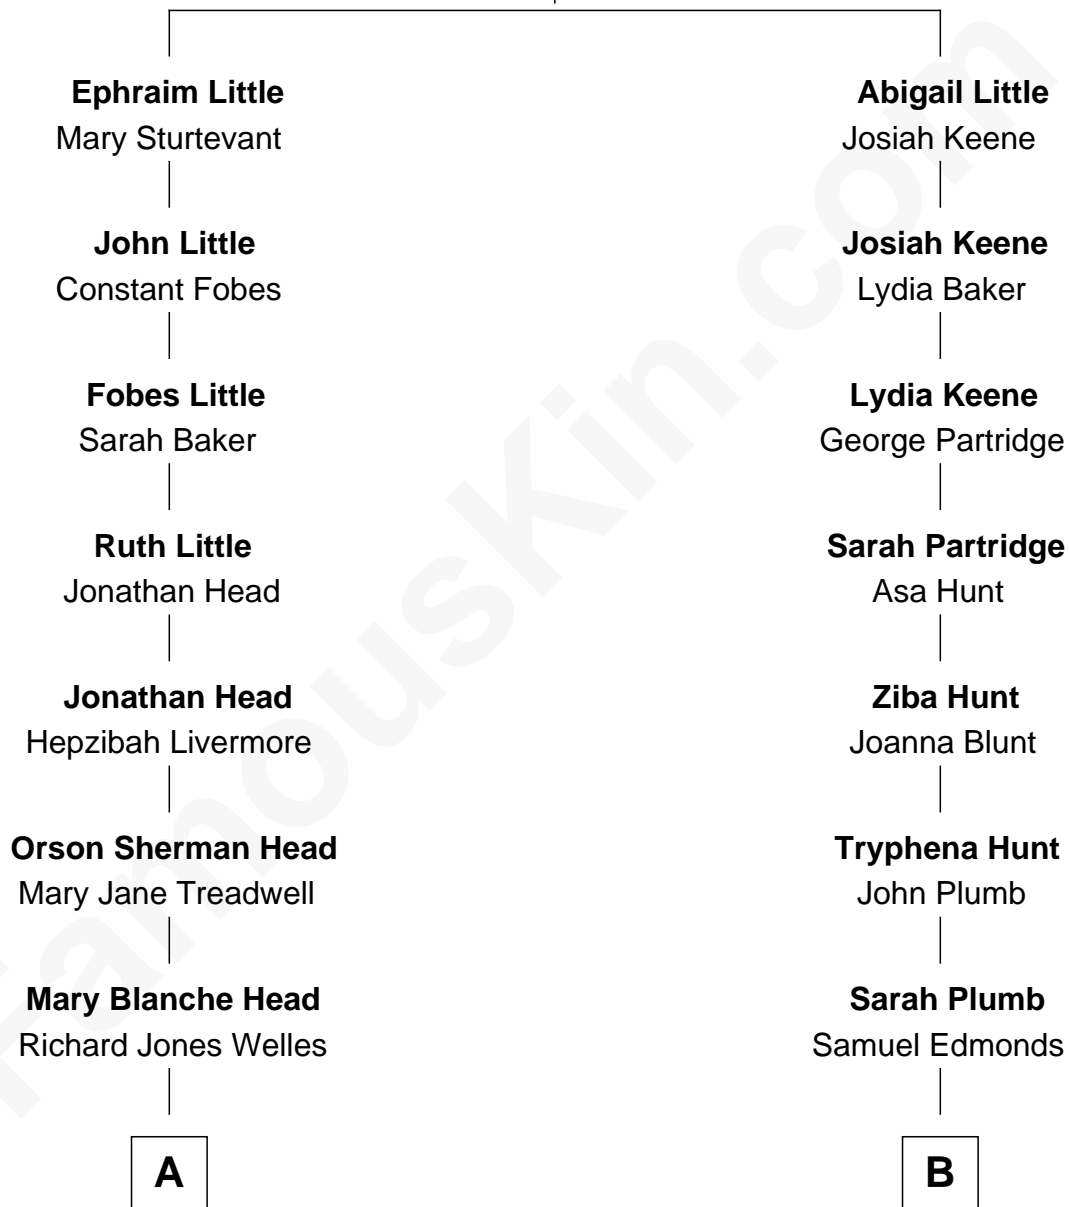 Ephraim Little
Mary Sturtevant
Abigail Little
Josiah Keene
John Little
Constant Fobes
Josiah Keene
Lydia Baker
Fobes Little
Sarah Baker
Lydia Keene
George Partridge
Ruth Little
Jonathan Head
Sarah Partridge
Asa Hunt
Jonathan Head
Hepzibah Livermore
Ziba Hunt
Joanna Blunt
Orson Sherman Head
Mary Jane Treadwell
Tryphena Hunt
John Plumb
Mary Blanche Head
Richard Jones Welles
Sarah Plumb
Samuel Edmonds
A
B
FamousKin.com